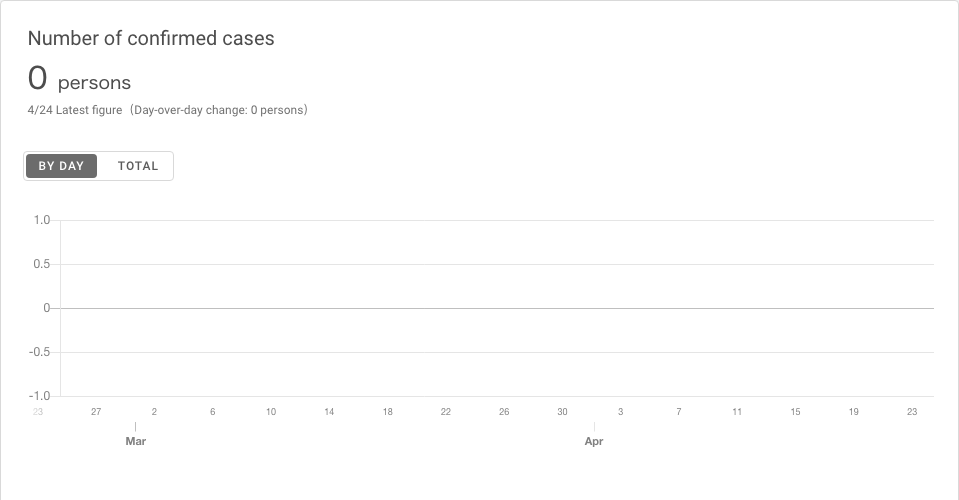 Number of confirmed cases
0 persons
4/24 Latest figure（Day-over-day change: 0 persons）
BY DAY TOTAL
1.0
0.5
0
-0.5
-1.0
23 27 2 6 10 14 18 22 26 30 3 7 11 15 19 23
Mar Apr